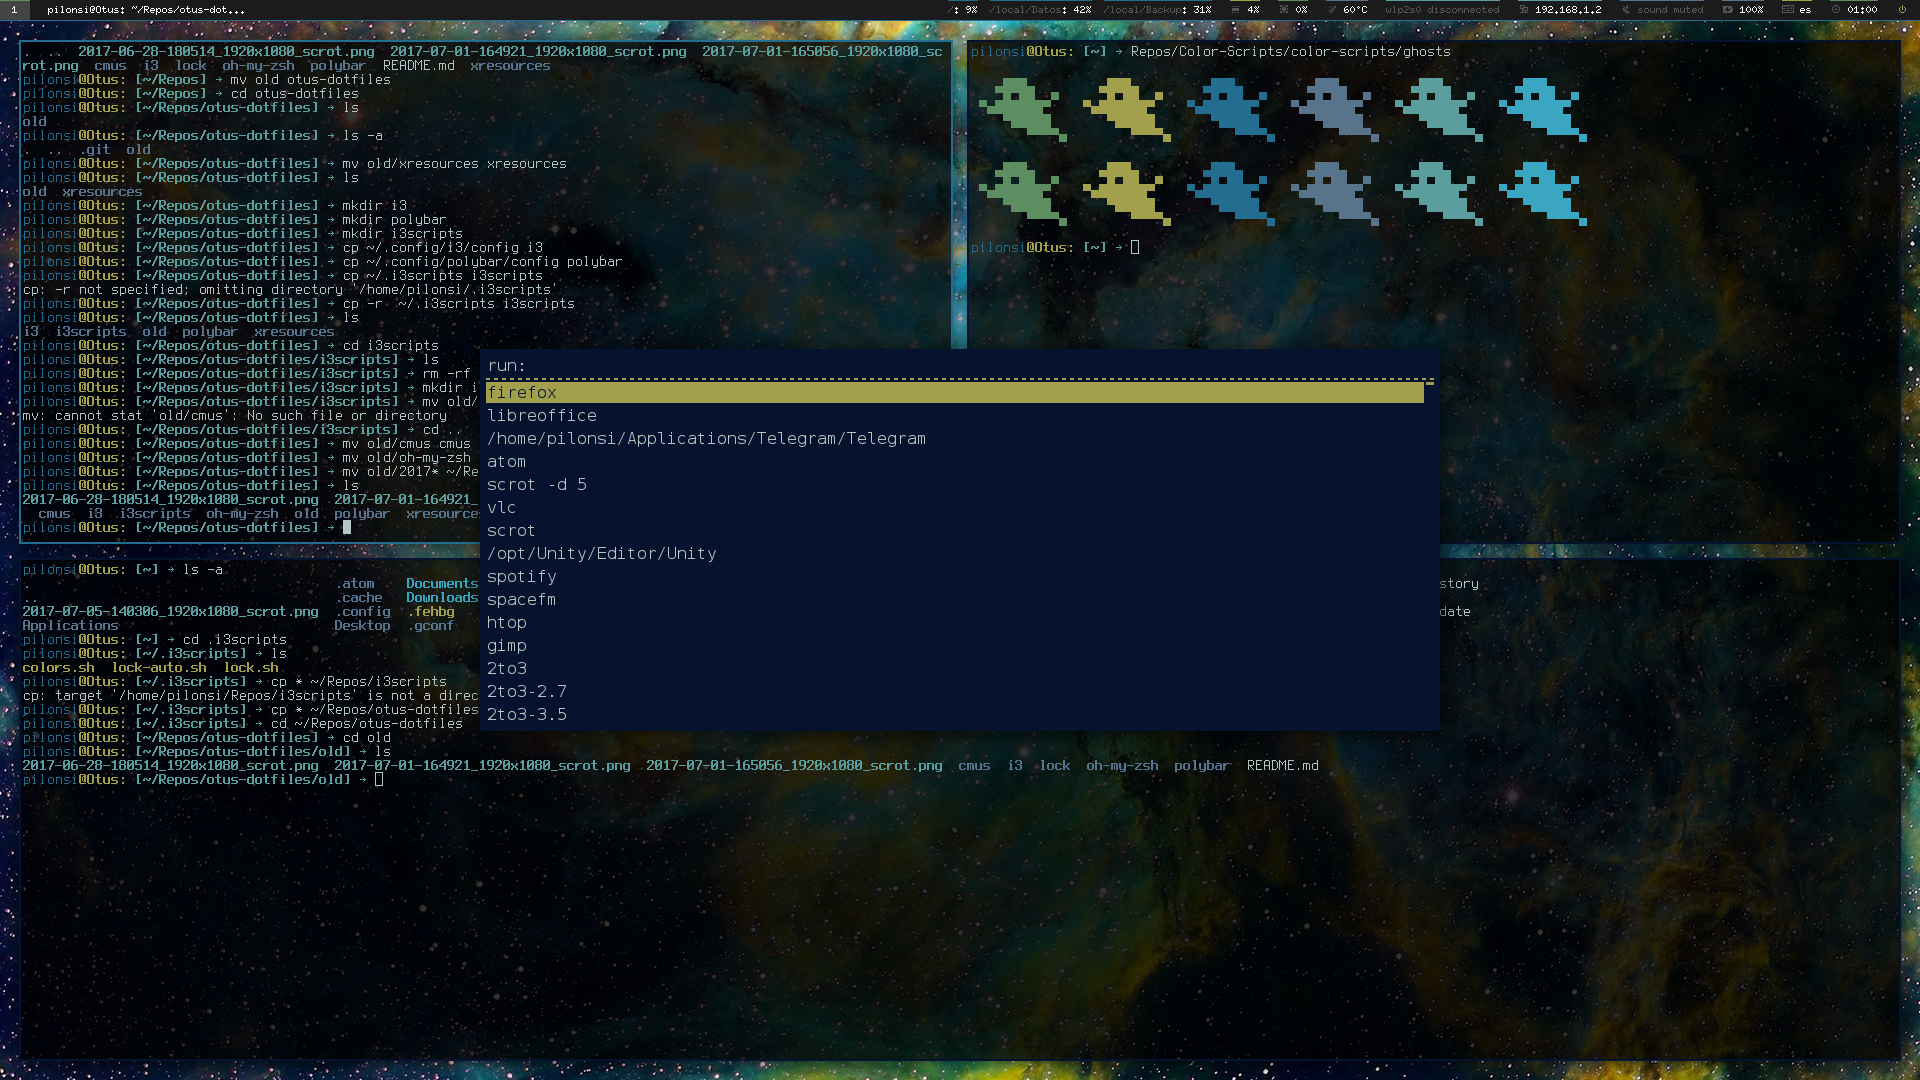 1 pilonsi@Otus: ~/Repos/otus-dot... /: 9% /local/Datos: 42% /local/Backup: 31% 4% 0% 60°C wlp2s0 disconnected 192.168.1.2 sound muted 100% es 01:00
. .. 2017-06-28-180514_1920x1080_scrot.png 2017-07-01-164921_1920x1080_scrot.png 2017-07-01-165056_1920x1080_sc
rot.png cmus i3 lock oh-my-zsh polybar README.md xresources
pilonsi@Otus: [~/Repos] → mv old otus-dotfiles
pilonsi@Otus: [~/Repos] → cd otus-dotfiles
pilonsi@Otus: [~/Repos/otus-dotfiles] → ls
old
pilonsi@Otus: [~/Repos/otus-dotfiles] → ls -a
. .. .git old
pilonsi@Otus: [~/Repos/otus-dotfiles] → mv old/xresources xresources
pilonsi@Otus: [~/Repos/otus-dotfiles] → ls
old xresources
pilonsi@Otus: [~/Repos/otus-dotfiles] → mkdir i3
pilonsi@Otus: [~/Repos/otus-dotfiles] → mkdir polybar
pilonsi@Otus: [~/Repos/otus-dotfiles] → mkdir i3scripts
pilonsi@Otus: [~/Repos/otus-dotfiles] → cp ~/.config/i3/config i3
pilonsi@Otus: [~/Repos/otus-dotfiles] → cp ~/.config/polybar/config polybar
pilonsi@Otus: [~/Repos/otus-dotfiles] → cp ~/.i3scripts i3scripts
cp: -r not specified; omitting directory '/home/pilonsi/.i3scripts'
pilonsi@Otus: [~/Repos/otus-dotfiles] → cp -r ~/.i3scripts i3scripts
pilonsi@Otus: [~/Repos/otus-dotfiles] → ls
i3 i3scripts old polybar xresources
pilonsi@Otus: [~/Repos/otus-dotfiles] → cd i3scripts
pilonsi@Otus: [~/Repos/otus-dotfiles/i3scripts] → ls
pilonsi@Otus: [~/Repos/otus-dotfiles/i3scripts] → rm -rf
pilonsi@Otus: [~/Repos/otus-dotfiles/i3scripts] → mkdir i
pilonsi@Otus: [~/Repos/otus-dotfiles/i3scripts] → mv old/
mv: cannot stat 'old/cmus': No such file or directory
pilonsi@Otus: [~/Repos/otus-dotfiles/i3scripts] → cd ..
pilonsi@Otus: [~/Repos/otus-dotfiles] → mv old/cmus cmus
pilonsi@Otus: [~/Repos/otus-dotfiles] → mv old/oh-my-zsh
pilonsi@Otus: [~/Repos/otus-dotfiles] → mv old/2017* ~/Re
pilonsi@Otus: [~/Repos/otus-dotfiles] → ls
2017-06-28-180514_1920x1080_scrot.png 2017-07-01-164921_
cmus i3 i3scripts oh-my-zsh old polybar xresources
pilonsi@Otus: [~/Repos/otus-dotfiles] →
pilonsi@Otus: [~] → Repos/Color-Scripts/color-scripts/ghosts
pilonsi@Otus: [~] →
run:
firefox
libreoffice
/home/pilonsi/Applications/Telegram/Telegram
atom
scrot -d 5
vlc
scrot
/opt/Unity/Editor/Unity
spotify
spacefm
htop
gimp
2to3
2to3-2.7
2to3-3.5
pilonsi@Otus: [~] → ls -a
. .atom Documents story
.. .cache Downloads
2017-07-05-140306_1920x1080_scrot.png .config .fehbg date
Applications Desktop .gconf
pilonsi@Otus: [~] → cd .i3scripts
pilonsi@Otus: [~/.i3scripts] → ls
colors.sh lock-auto.sh lock.sh
pilonsi@Otus: [~/.i3scripts] → cp * ~/Repos/i3scripts
cp: target '/home/pilonsi/Repos/i3scripts' is not a direc
pilonsi@Otus: [~/.i3scripts] → cp * ~/Repos/otus-dotfiles
pilonsi@Otus: [~/.i3scripts] → cd ~/Repos/otus-dotfiles
pilonsi@Otus: [~/Repos/otus-dotfiles] → cd old
pilonsi@Otus: [~/Repos/otus-dotfiles/old] → ls
2017-06-28-180514_1920x1080_scrot.png 2017-07-01-164921_1920x1080_scrot.png 2017-07-01-165056_1920x1080_scrot.png cmus i3 lock oh-my-zsh polybar README.md
pilonsi@Otus: [~/Repos/otus-dotfiles/old] →